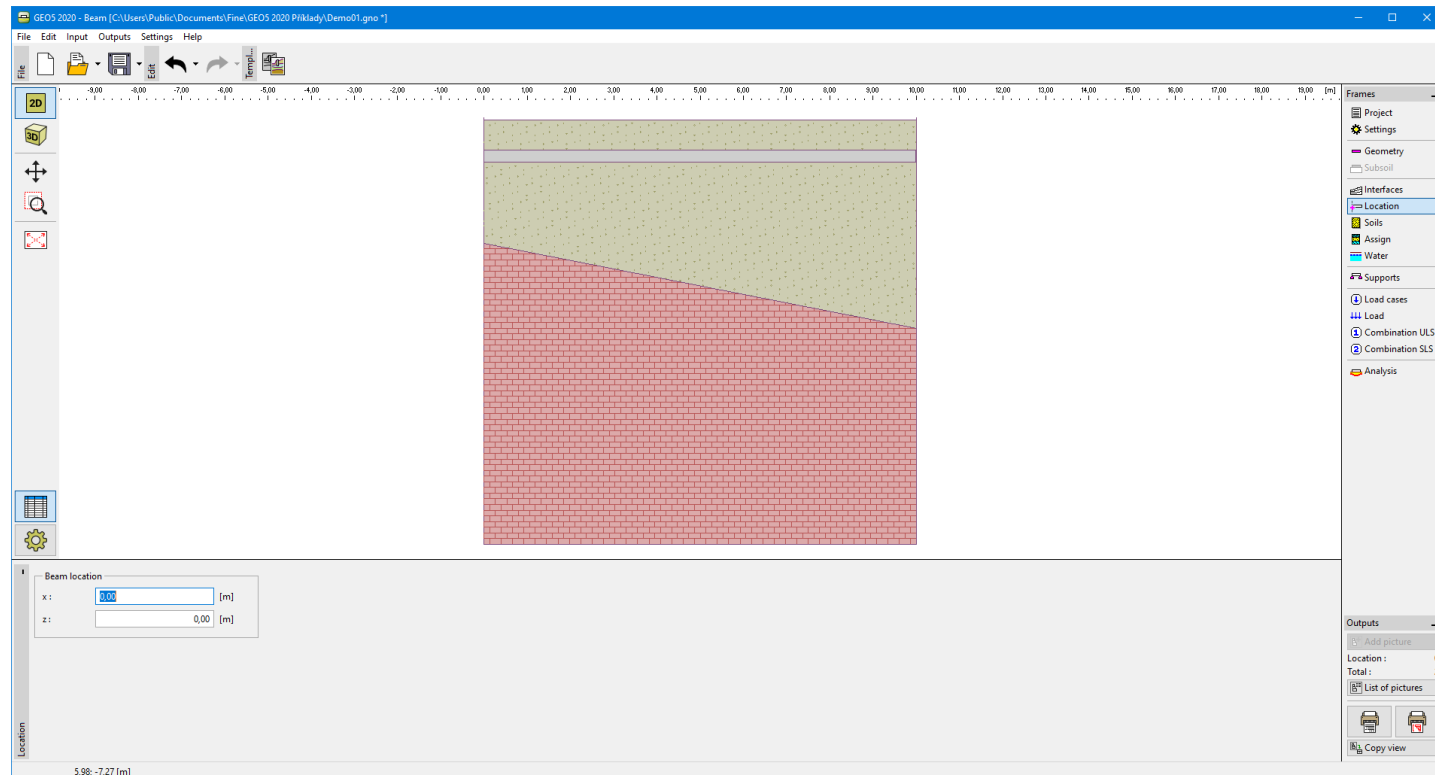 GEO5 2020 - Beam [C:\Users\Public\Documents\Fine\GEO5 2020 Příklady\Demo01.gno *]
File Edit Input Outputs Settings Help
File
Edit
Templ...
2D
3D
-9,00 -8,00 -7,00 -6,00 -5,00 -4,00 -3,00 -2,00 -1,00 0,00 1,00 2,00 3,00 4,00 5,00 6,00 7,00 8,00 9,00 10,00 11,00 12,00 13,00 14,00 15,00 16,00 17,00 18,00 19,00 [m]
Frames
Project
Settings
Geometry
Subsoil
Interfaces
Location
Soils
Assign
Water
Supports
Load cases
Load
1 Combination ULS
2 Combination SLS
Analysis
Beam location
x : 0,00 [m]
z : 0,00 [m]
Location
Outputs
Add picture
Location :
Total :
List of pictures
Copy view
5.98; -7.27 [m]